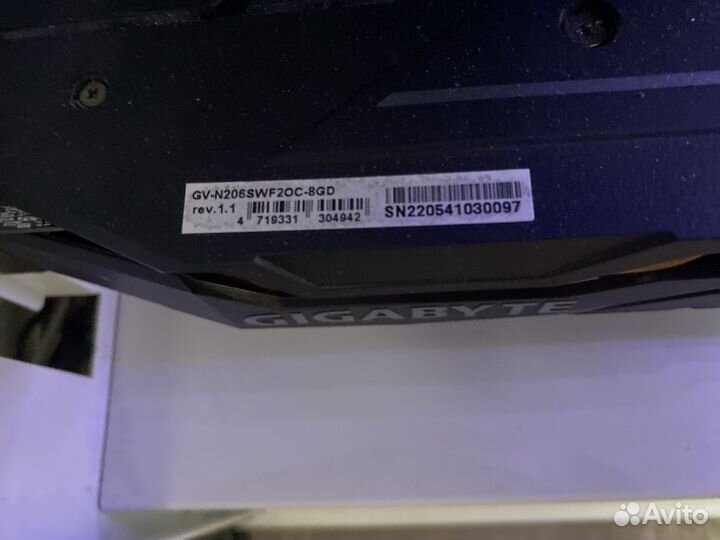 GV-N206SWF2OC-8GD
rev.1.1
4 719331 304942
SN220541030097
GIGABYTE
Avito